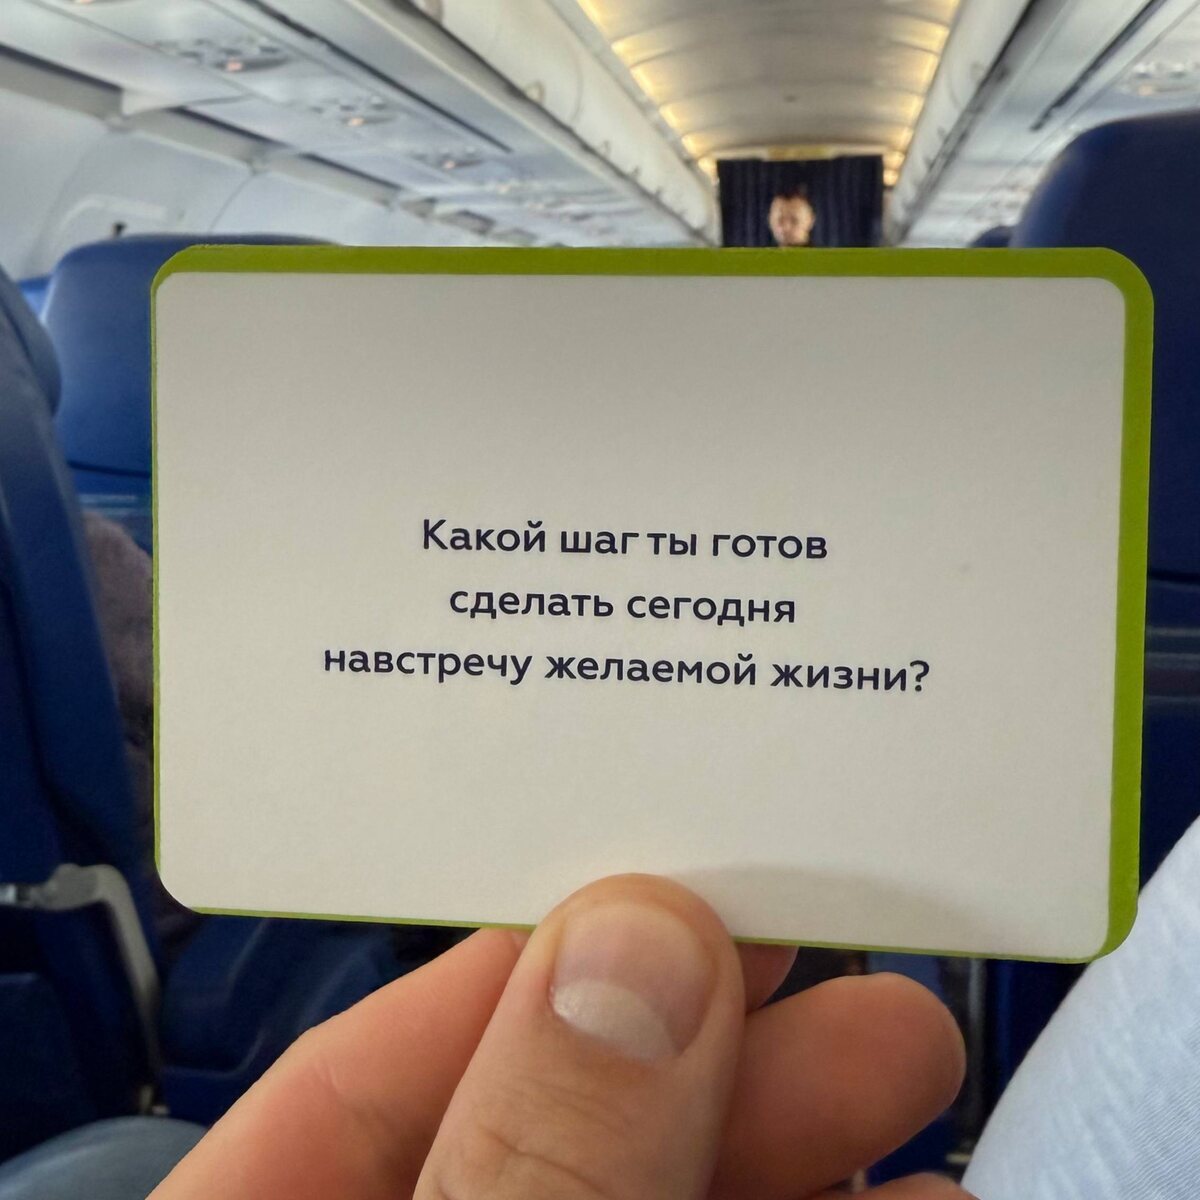 Какой шаг ты готов
сделать сегодня
навстречу желаемой жизни?